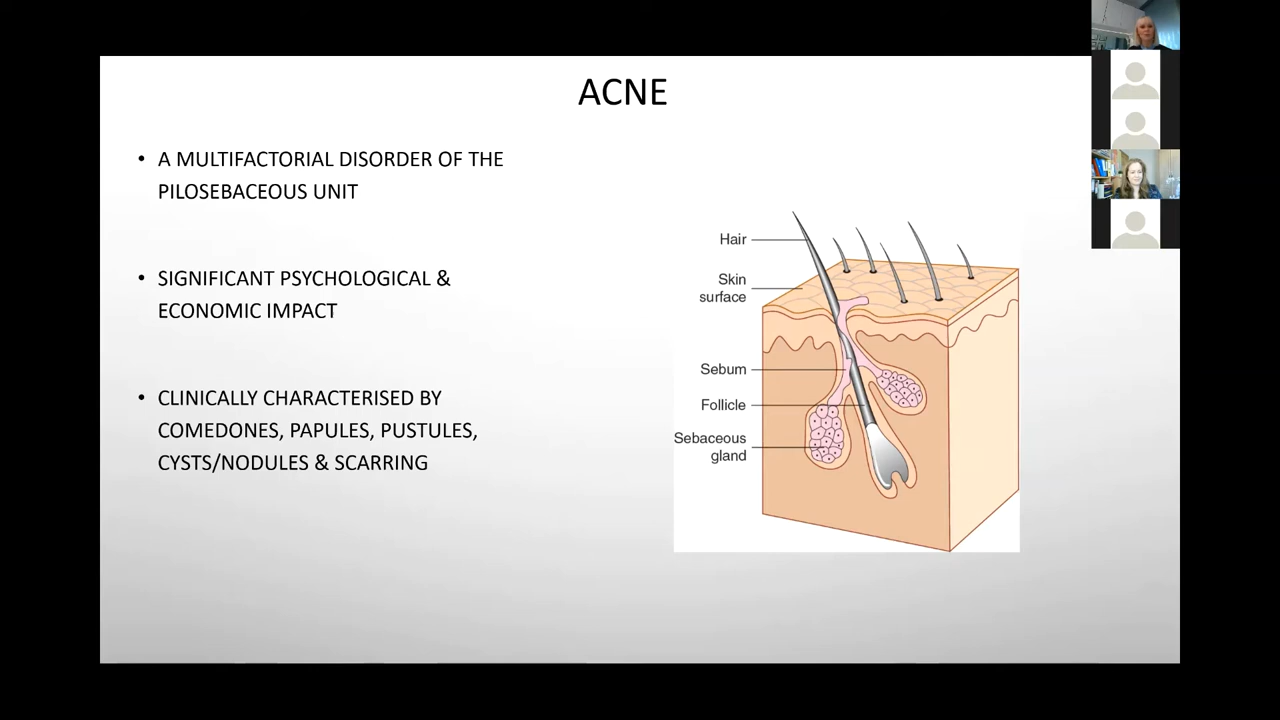 ACNE
• A MULTIFACTORIAL DISORDER OF THE
PILOSEBACEOUS UNIT
• SIGNIFICANT PSYCHOLOGICAL &
ECONOMIC IMPACT
• CLINICALLY CHARACTERISED BY
COMEDONES, PAPULES, PUSTULES,
CYSTS/NODULES & SCARRING
Hair
Skin
surface
Sebum
Follicle
Sebaceous
gland